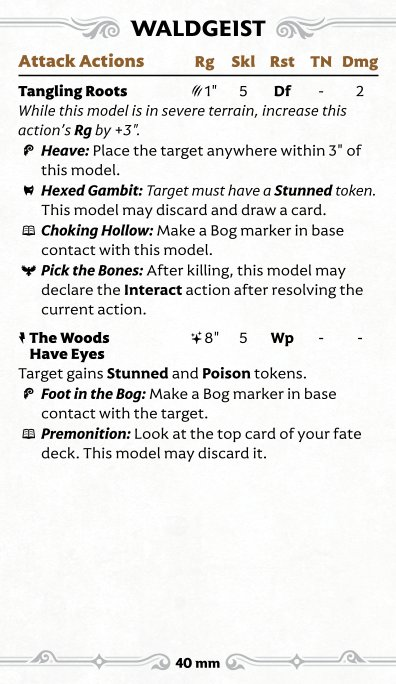 WALDGEIST
Attack Actions Rg Skl Rst TN Dmg
Tangling Roots 1" 5 Df - 2
While this model is in severe terrain, increase this
action's Rg by +3".
Heave: Place the target anywhere within 3" of
this model.
Hexed Gambit: Target must have a Stunned token.
This model may discard and draw a card.
Choking Hollow: Make a Bog marker in base
contact with this model.
Pick the Bones: After killing, this model may
declare the Interact action after resolving the
current action.
The Woods 8" 5 Wp - -
Have Eyes
Target gains Stunned and Poison tokens.
Foot in the Bog: Make a Bog marker in base
contact with the target.
Premonition: Look at the top card of your fate
deck. This model may discard it.
40 mm